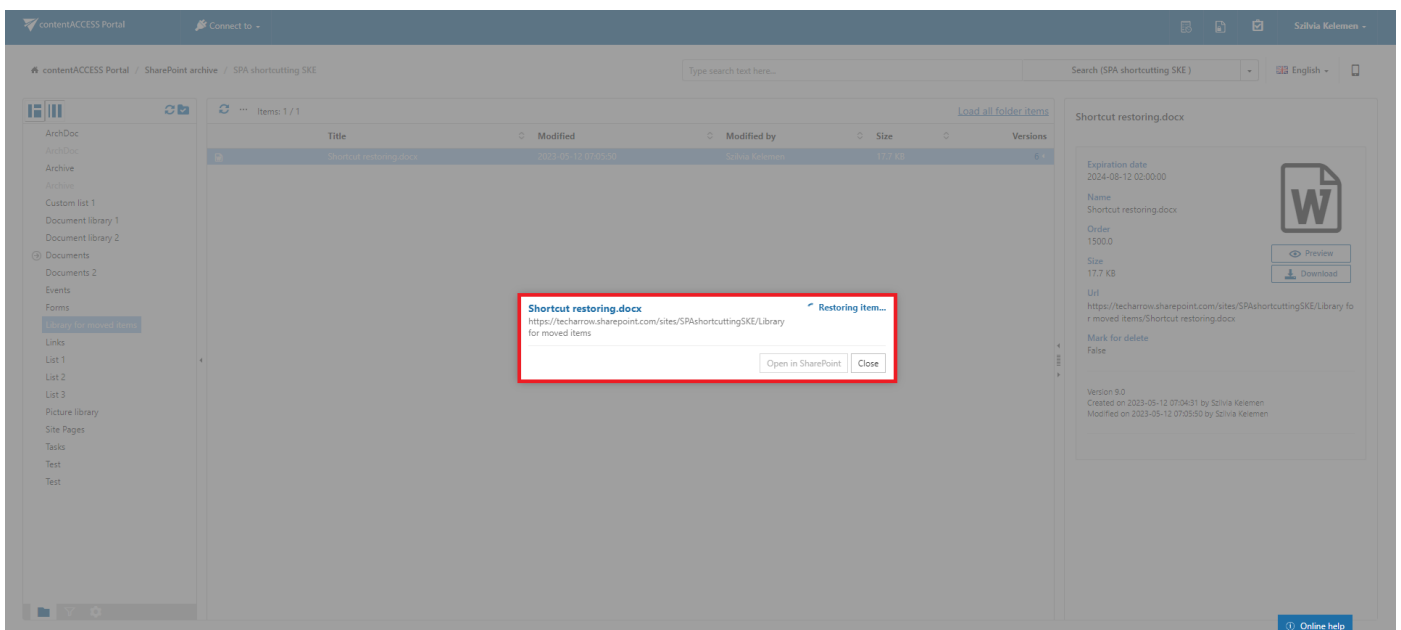 contentACCESS Portal
Connect to
Szilvia Kelemen
contentACCESS Portal / SharePoint archive / SPA shortcutting SKE
Type search text here...
Search (SPA shortcutting SKE )
English
Items: 1 / 1
Load all folder items
Title
Modified
Modified by
Size
Versions
Shortcut restoring.docx
2023-05-12 07:05:50
Szilvia Kelemen
17.7 KB
6
ArchDoc
ArchDoc
Archive
Archive
Custom list 1
Document library 1
Document library 2
Documents
Documents 2
Events
Forms
Library for moved items
Links
List 1
List 2
List 3
Picture library
Site Pages
Tasks
Test
Test
Shortcut restoring.docx
Restoring item...
https://techarrow.sharepoint.com/sites/SPAshortcuttingSKE/Library
for moved items
Open in SharePoint
Close
Shortcut restoring.docx
Expiration date
2024-08-12 02:00:00
Name
Shortcut restoring.docx
Order
1500.0
Size
17.7 KB
Url
https://techarrow.sharepoint.com/sites/SPAshortcuttingSKE/Library fo
r moved items/Shortcut restoring.docx
Mark for delete
False
W
Preview
Download
Version 9.0
Created on 2023-05-12 07:04:31 by Szilvia Kelemen
Modified on 2023-05-12 07:05:50 by Szilvia Kelemen
Online help